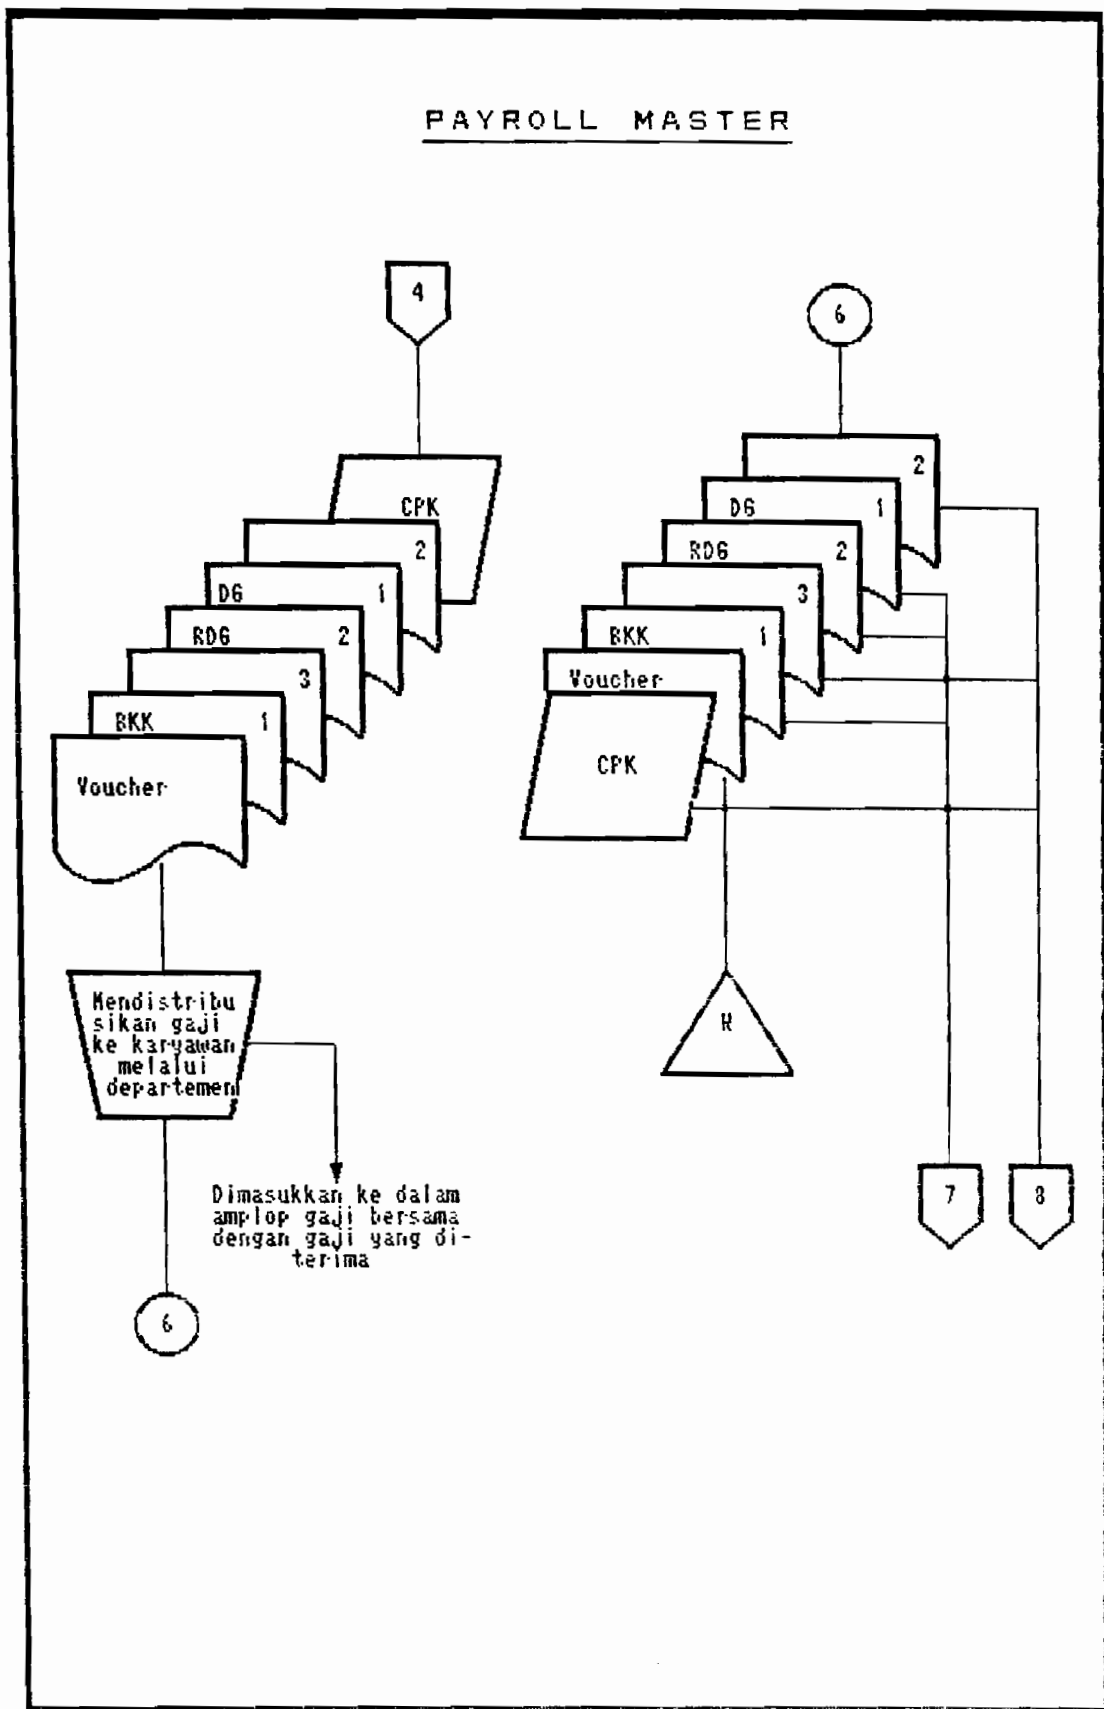 PAYROLL MASTER
4
CPK
2
DG 1
RDG 2
3
BKK 1
Voucher
Mendistribu
sikan gaji
ke karyawan
melalui
departemen
Dimasukkan ke dalam
amplop gaji bersama
dengan gaji yang di-
terima
6
6
2
DG 1
RDG 2
3
BKK 1
Voucher
CPK
7
8